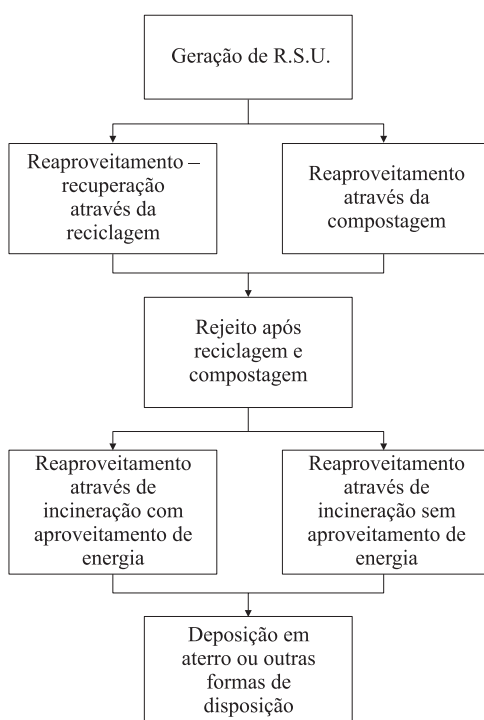 Geração de R.S.U.
Reaproveitamento –
recuperação
através da
reciclagem
Reaproveitamento
através da
compostagem
Rejeito após
reciclagem e
compostagem
Reaproveitamento
através de
incineração com
aproveitamento de
energia
Reaproveitamento
através de
incineração sem
aproveitamento de
energia
Deposição em
aterro ou outras
formas de
disposição